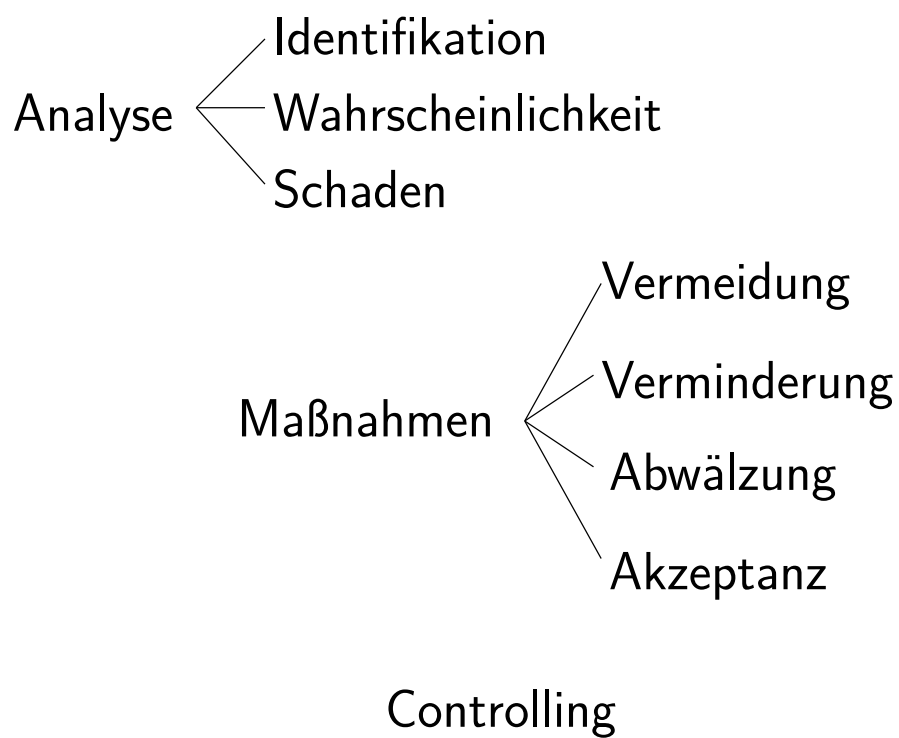 Identifikation
Analyse
Wahrscheinlichkeit
Schaden
Vermeidung
Verminderung
Maßnahmen
Abwälzung
Akzeptanz
Controlling